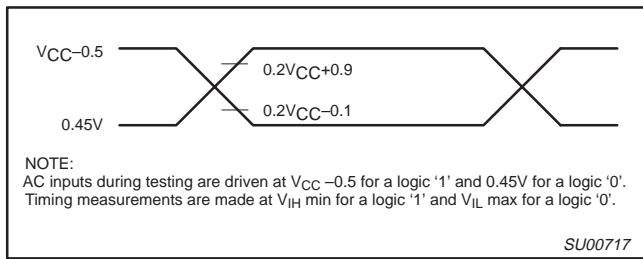 VCC–0.5
0.2VCC+0.9
0.2VCC–0.1
0.45V
NOTE:
AC inputs during testing are driven at VCC –0.5 for a logic ‘1’ and 0.45V for a logic ‘0’.
Timing measurements are made at VIH min for a logic ‘1’ and VIL max for a logic ‘0’.
SU00717